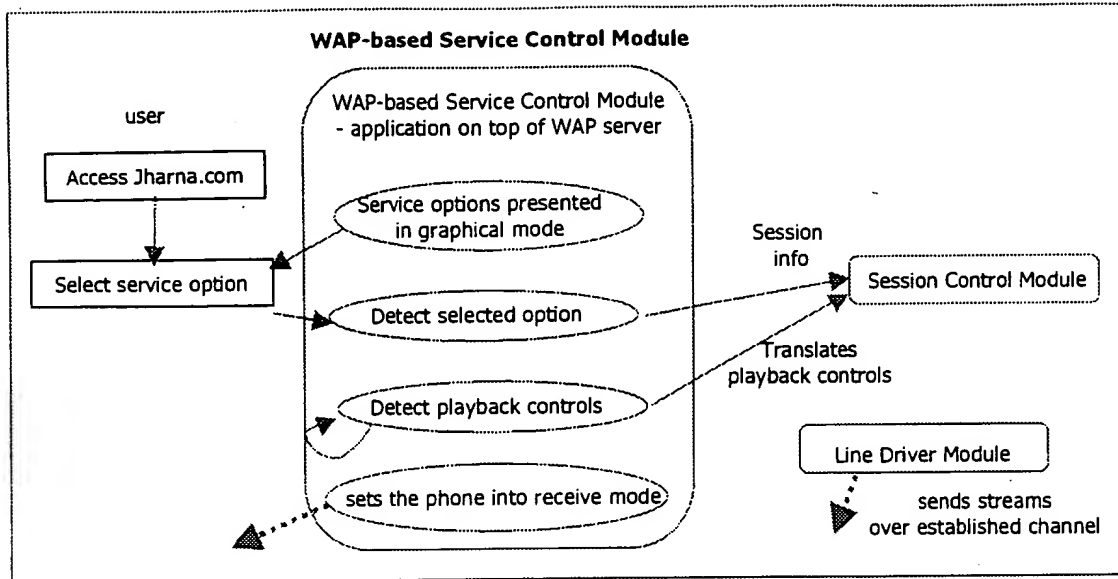 WAP-based Service Control Module
WAP-based Service Control Module
- application on top of WAP server
user
Access Jharna.com
Service options presented
in graphical mode
Select service option
Session
info
Session Control Module
Detect selected option
Translates
playback controls
Detect playback controls
Line Driver Module
sets the phone into receive mode
sends streams
over established channel